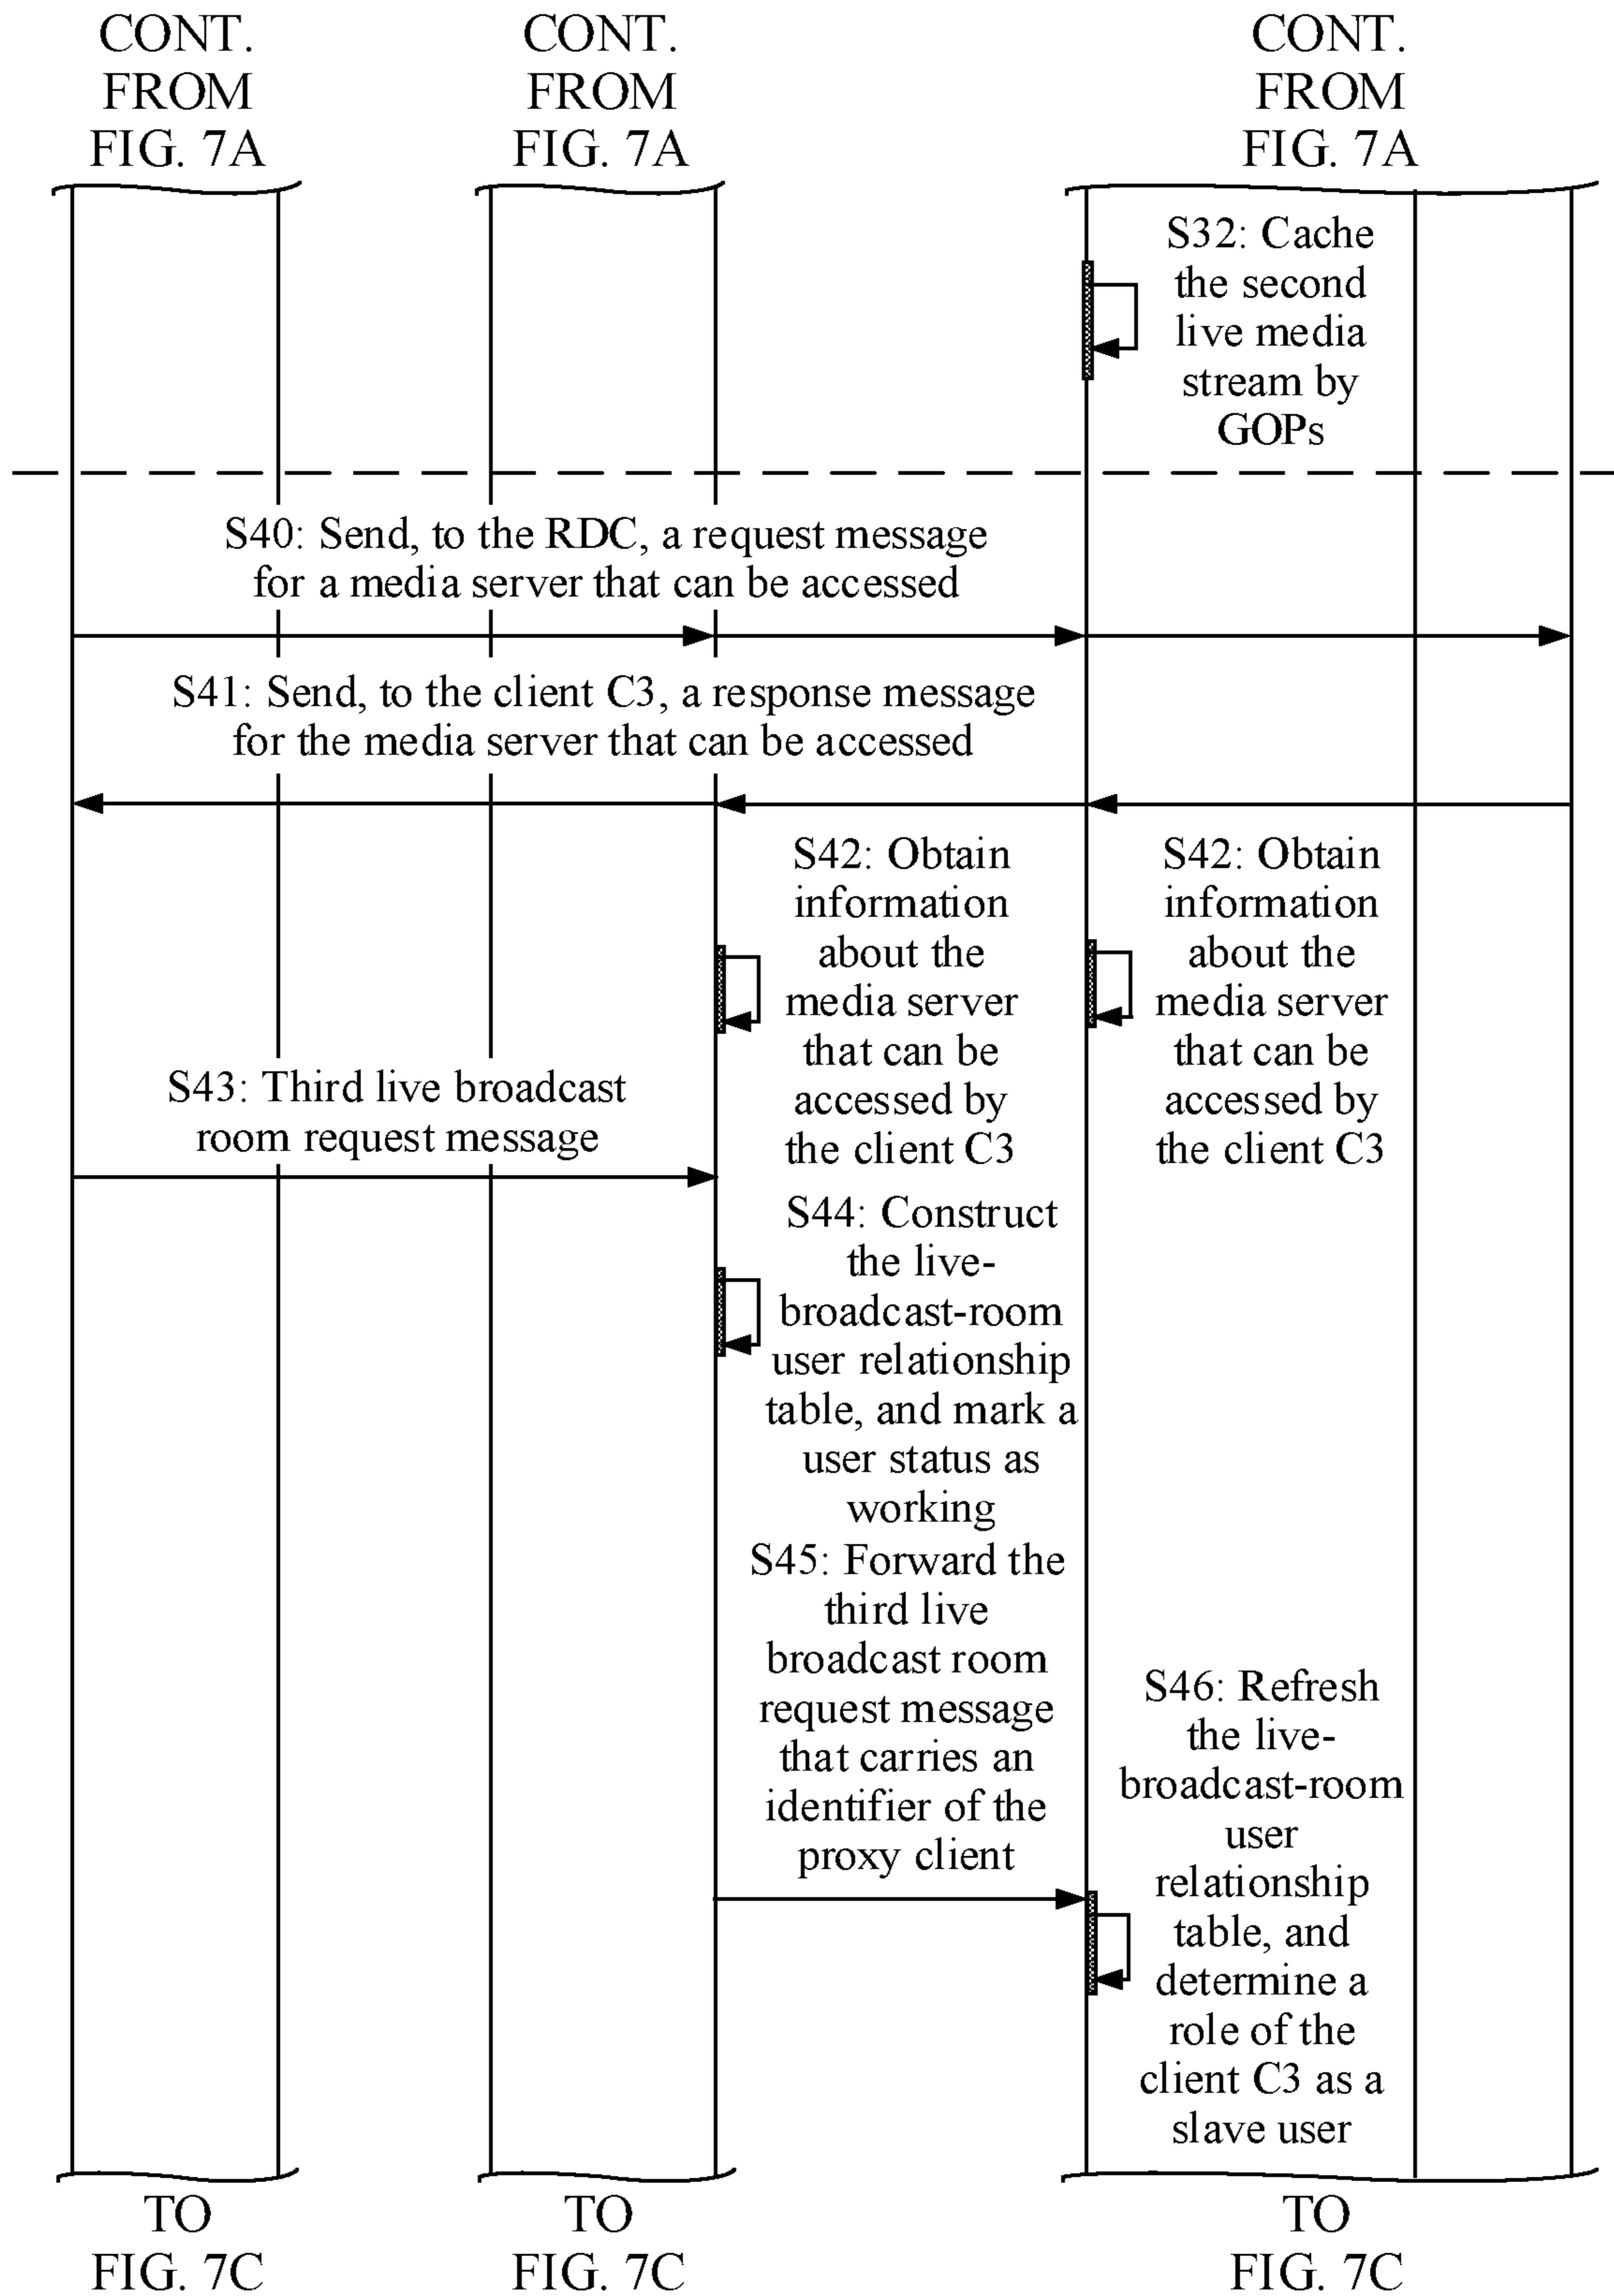 CONT.
FROM
FIG. 7A
CONT.
FROM
FIG. 7A
CONT.
FROM
FIG. 7A
S32: Cache
the second
live media
stream by
GOPs
S40: Send, to the RDC, a request message
for a media server that can be accessed
S41: Send, to the client C3, a response message
for the media server that can be accessed
S42: Obtain
information
about the
media server
that can be
accessed by
the client C3
S42: Obtain
information
about the
media server
that can be
accessed by
the client C3
S43: Third live broadcast
room request message
S44: Construct
the live-
broadcast-room
user relationship
table, and mark a
user status as
working
S45: Forward the
third live
broadcast room
request message
that carries an
identifier of the
proxy client
S46: Refresh
the live-
broadcast-room
user
relationship
table, and
determine a
role of the
client C3 as a
slave user
TO
FIG. 7C
TO
FIG. 7C
TO
FIG. 7C